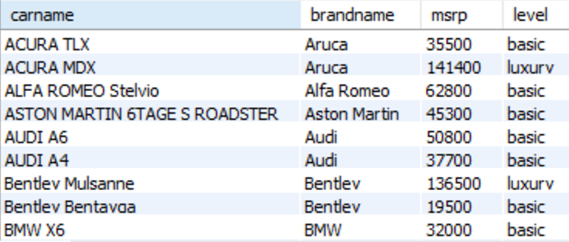 carname brandname msrp level
ACURA TLX Aruca 35500 basic
ACURA MDX Aruca 141400 luxury
ALFA ROMEO Stelvio Alfa Romeo 62800 basic
ASTON MARTIN 6TAGE S ROADSTER Aston Martin 45300 basic
AUDI A6 Audi 50800 basic
AUDI A4 Audi 37700 basic
Bentley Mulsanne Bentley 136500 luxury
Bentley Bentayga Bentley 19500 basic
BMW X6 BMW 32000 basic